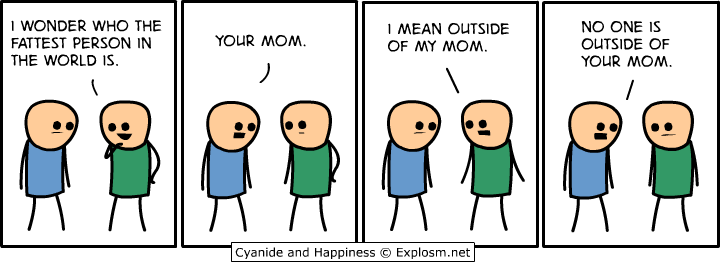 I WONDER WHO THE
FATTEST PERSON IN
THE WORLD IS.
YOUR MOM.
I MEAN OUTSIDE
OF MY MOM.
NO ONE IS
OUTSIDE OF
YOUR MOM.
Cyanide and Happiness © Explosm.net